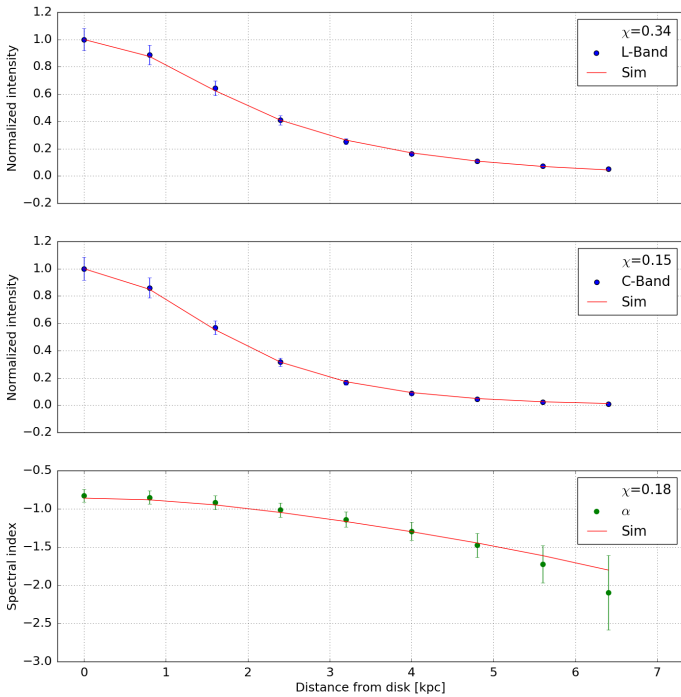 1.2
1.0
0.8
0.6
0.4
0.2
0.0
−0.2
Normalized intensity
χ=0.34
L-Band
Sim
1.2
1.0
0.8
0.6
0.4
0.2
0.0
−0.2
Normalized intensity
χ=0.15
C-Band
Sim
−0.5
−1.0
−1.5
−2.0
−2.5
−3.0
Spectral index
χ=0.18
α
Sim
0 1 2 3 4 5 6 7
Distance from disk [kpc]